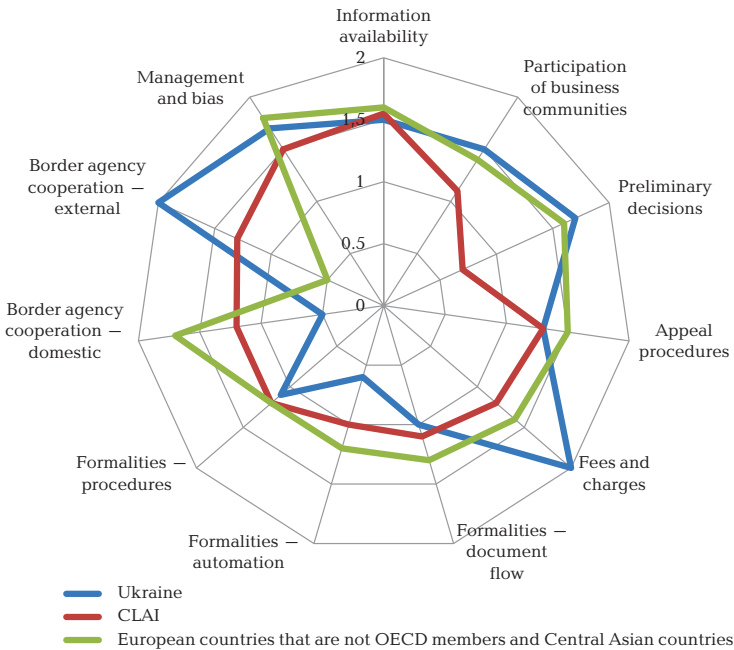 Information
availability
2
Management
and bias
Participation
of business
communities
1,5
Border agency
cooperation –
external
1
Preliminary
decisions
0.5
0
Border agency
cooperation –
domestic
Appeal
procedures
Formalities –
procedures
Fees and
charges
Formalities –
automation
Formalities –
document
flow
Ukraine
CLAI
European countries that are not OECD members and Central Asian countries